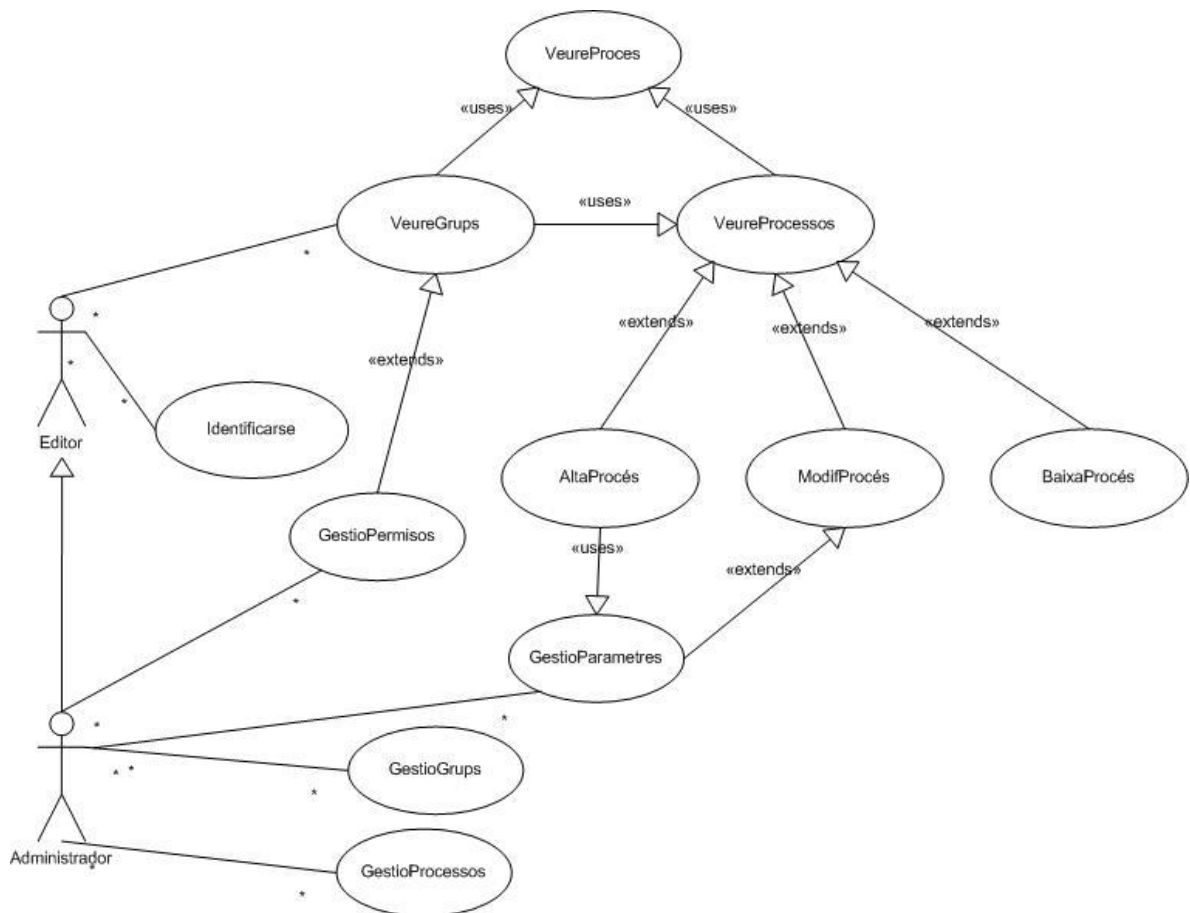 VeureProces
«uses»
«uses»
VeureGrups
«uses»
VeureProcessos
*
*
«extends»
«extends»
«extends»
«extends»
*
*
Identificarse
Editor
AltaProcés
ModifProcés
BaixaProcés
GestioPermisos
«uses»
«extends»
*
GestioParametres
*
*
* *
GestioGrups
*
Administrador
*
GestioProcessos
*